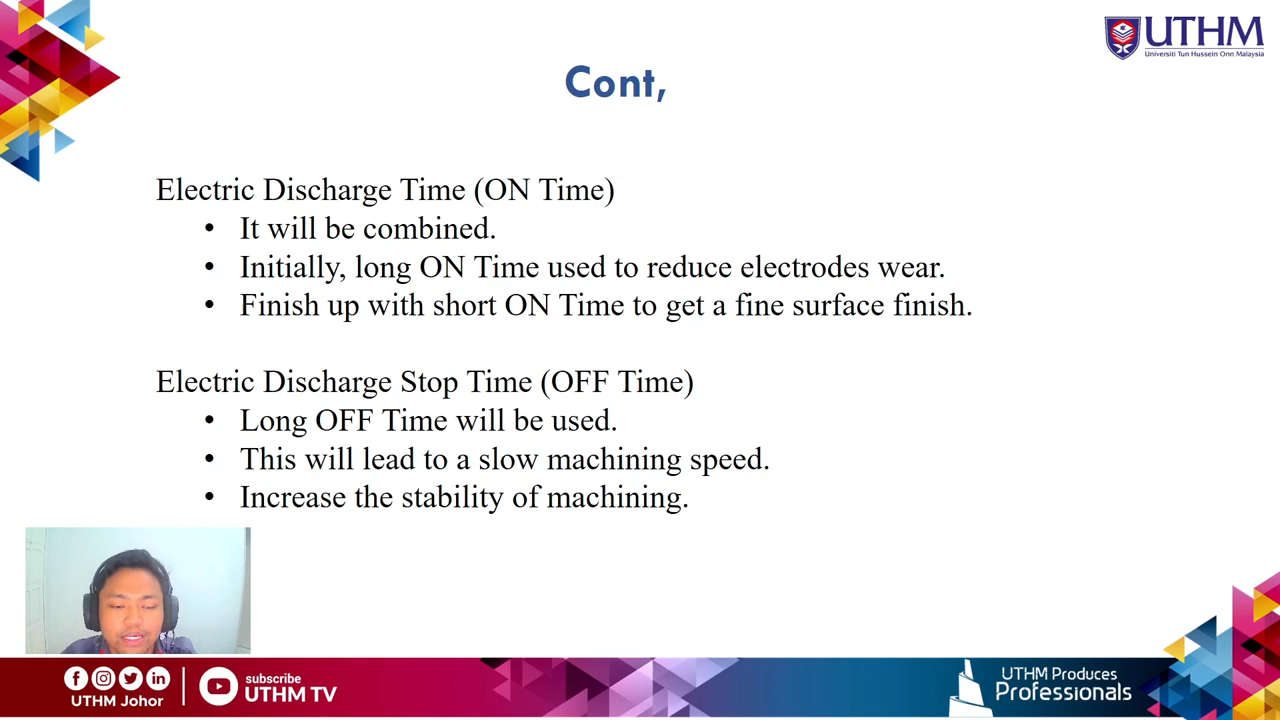 UTHM
Universiti Tun Hussein Onn Malaysia
Cont,
Electric Discharge Time (ON Time)
• It will be combined.
• Initially, long ON Time used to reduce electrodes wear.
• Finish up with short ON Time to get a fine surface finish.
Electric Discharge Stop Time (OFF Time)
• Long OFF Time will be used.
• This will lead to a slow machining speed.
• Increase the stability of machining.
UTHM Johor
subscribe
UTHM TV
UTHM Produces
Professionals